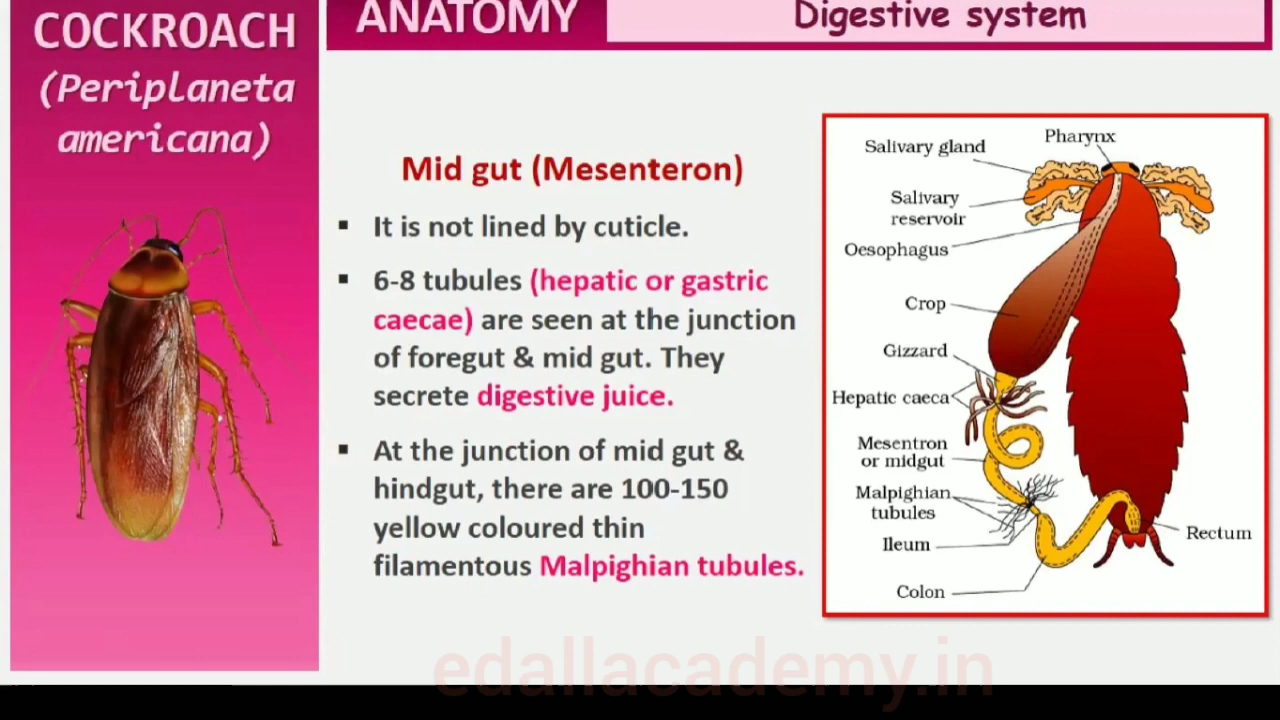 COCKROACH
(Periplaneta
americana)
ANATOMY
Digestive system
Mid gut (Mesenteron)
▪ It is not lined by cuticle.
▪ 6-8 tubules (hepatic or gastric
caecae) are seen at the junction
of foregut & mid gut. They
secrete digestive juice.
▪ At the junction of mid gut &
hindgut, there are 100-150
yellow coloured thin
filamentous Malpighian tubules.
Pharynx
Salivary gland
Salivary
reservoir
Oesophagus
Crop
Gizzard
Hepatic caeca
Mesentron
or midgut
Malpighian
tubules
Ileum
Rectum
Colon
edallacademy.in